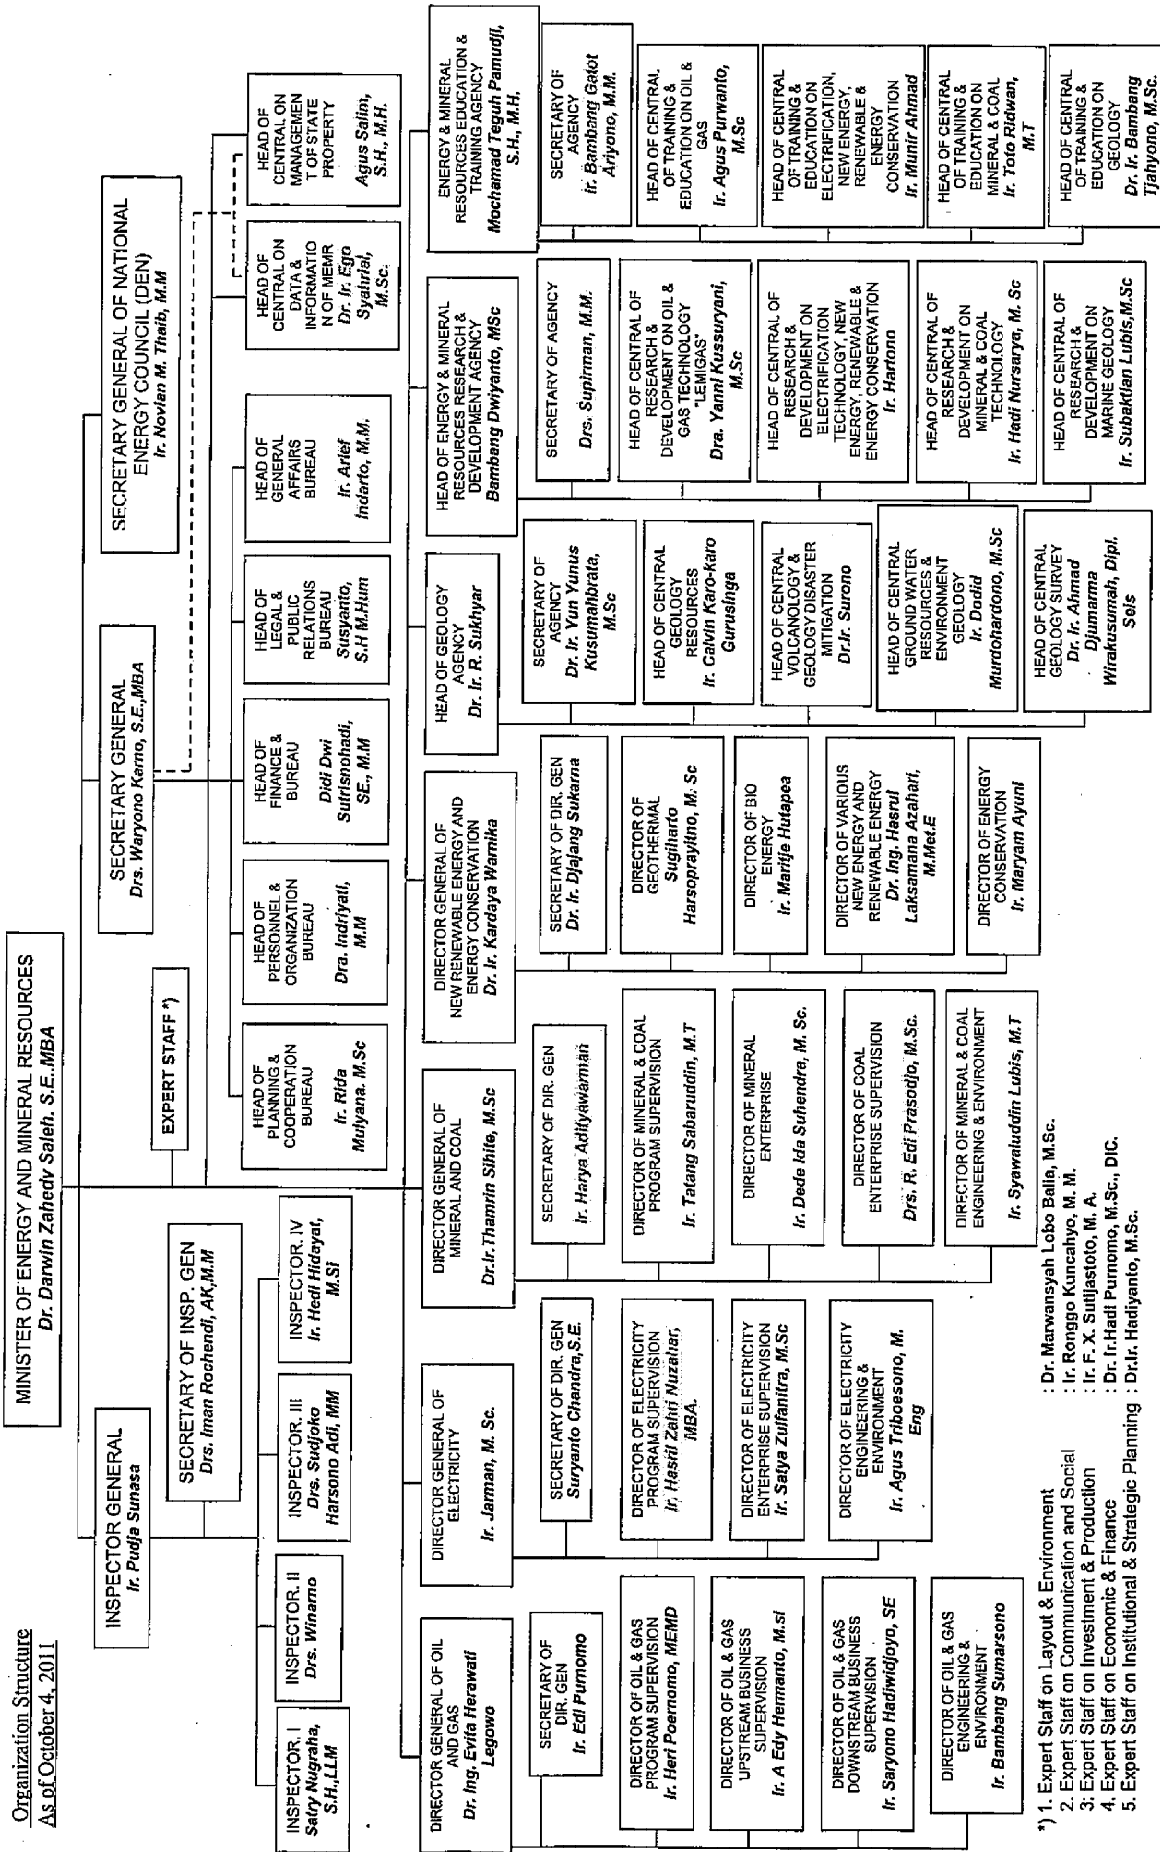 Organization Structure
As of October 4, 2011
MINISTER OF ENERGY AND MINERAL RESOURCES
Dr. Darwin Zahedy Saleh. S.E..MBA
INSPECTOR GENERAL
Ir. Pudja Sunasa
SECRETARY GENERAL
Drs. Waryono Karno, S.E.,MBA
SECRETARY GENERAL OF NATIONAL
ENERGY COUNCIL (DEN)
Ir. Novian M. Thaib, M.M
SECRETARY OF INSP. GEN
Drs. Iman Rochendi, AK,M.M
EXPERT STAFF *)
INSPECTOR. I
Satry Nugraha,
S.H.,LLM
INSPECTOR. II
Drs. Winarno
INSPECTOR. III
Drs. Sudjoko
Harsono Adi, MM
INSPECTOR. IV
Ir. Hedi Hidayat,
M.Si
HEAD OF
PLANNING &
COOPERATION
BUREAU
Ir. Rida
Mulyana. M.Sc
HEAD OF
PERSONNEL &
ORGANIZATION
BUREAU
Dra. Indriyati,
M.M
HEAD OF
FINANCE &
BUREAU
Didi Dwi
Sutrisnohadi,
SE., M.M
HEAD OF
LEGAL &
PUBLIC
RELATIONS
BUREAU
Susyanto,
S.H M.Hum
HEAD OF
GENERAL
AFFAIRS
BUREAU
Ir. Arief
Indarto, M.M.
HEAD OF
CENTRAL ON
DATA &
INFORMATIO
N OF MEMR
Dr. Ir. Ego
Syahrial,
M.Sc.
HEAD OF
CENTRAL ON
MANAGEMEN
T OF STATE
PROPERTY
Agus Salim,
S.H., M.H.
DIRECTOR GENERAL OF OIL
AND GAS
Dr. Ing. Evita Herawati
Legowo
DIRECTOR GENERAL OF
ELECTRICITY
Ir. Jarman, M. Sc.
DIRECTOR GENERAL OF
MINERAL AND COAL
Dr.Ir.Thamrin Sihite, M.Sc
DIRECTOR GENERAL OF
NEW RENEWABLE ENERGY AND
ENERGY CONSERVATION
Dr. Ir. Kardaya Warnika
HEAD OF GEOLOGY
AGENCY
Dr. Ir. R. Sukhyar
HEAD OF ENERGY & MINERAL
RESOURCES RESEARCH &
DEVELOPMENT AGENCY
Bambang Dwiyanto, MSc
ENERGY & MINERAL
RESOURCES EDUCATION &
TRAINING AGENCY
Mochamad Teguh Pamudji,
S.H., M.H,
SECRETARY OF
DIR. GEN
Ir. Edi Purnomo
DIRECTOR OF OIL & GAS
PROGRAM SUPERVISION
Ir. Heri Poernomo, MEMD
DIRECTOR OF OIL & GAS
UPSTREAM BUSINESS
SUPERVISION
Ir. A Edy Hermanto, M.si
DIRECTOR OF OIL & GAS
DOWNSTREAM BUSINESS
SUPERVISION
Ir. Saryono Hadiwidjoyo, SE
DIRECTOR OF OIL & GAS
ENGINEERING &
ENVIRONMENT
Ir. Bambang Sumarsono
SECRETARY OF DIR. GEN
Suryanto Chandra,S.E.
DIRECTOR OF ELECTRICITY
PROGRAM SUPERVISION
Ir. Hasril Zahri Nuzahar,
MBA.
DIRECTOR OF ELECTRICITY
ENTERPRISE SUPERVISION
Ir. Satya Zulfanitra, M.Sc
DIRECTOR OF ELECTRICITY
ENGINEERING &
ENVIRONMENT
Ir. Agus Triboesono, M.
Eng
SECRETARY OF DIR. GEN
Ir. Harya Adityawarman
DIRECTOR OF MINERAL & COAL
PROGRAM SUPERVISION
Ir. Tatang Sabaruddin, M.T
DIRECTOR OF MINERAL
ENTERPRISE
Ir. Dede Ida Suhendra, M. Sc.
DIRECTOR OF COAL
ENTERPRISE SUPERVISION
Drs. R. Edi Prasodjo, M.Sc.
DIRECTOR OF MINERAL & COAL
ENGINEERING & ENVIRONMENT
Ir. Syawaludin Lubis, M.T
SECRETARY OF DIR. GEN
Dr. Ir. Djajang Sukarna
DIRECTOR OF
GEOTHERMAL
Sugiharto
Harsoprayitno, M. Sc
DIRECTOR OF BIO
ENERGY
Ir. Maritje Hutapea
DIRECTOR OF VARIOUS
NEW ENERGY AND
RENEWABLE ENERGY
Dr. Ing. Hasrul
Laksamana Azahari,
M.Met.E
DIRECTOR OF ENERGY
CONSERVATION
Ir. Maryam Ayuni
SECRETARY OF
AGENCY
Dr. Ir. Yun Yunus
Kusumahbrata,
M.Sc
HEAD OF CENTRAL
GEOLOGY
RESOURCES
Ir. Calvin Karo-karo
Gurusinga
HEAD OF CENTRAL
VOLCANOLOGY &
GEOLOGY DISASTER
MITIGATION
Dr.Ir. Surono
HEAD OF CENTRAL
GROUND WATER
RESOURCES &
ENVIRONMENT
GEOLOGY
Ir. Dodid
Murdohardono, M.Sc
HEAD OF CENTRAL
GEOLOGY SURVEY
Dr. Ir. Ahmad
Djumarma
Wirakusumah, Dipl,
Seis
SECRETARY OF AGENCY
Drs. Supirman, M.M.
HEAD OF CENTRAL OF
RESEARCH &
DEVELOPMENT ON OIL &
GAS TECHNOLOGY
"LEMIGAS"
Dra. Yanni Kussuryani,
M.Sc
HEAD OF CENTRAL OF
RESEARCH &
DEVELOPMENT ON
ELECTRIFICATION
TECHNOLOGY, NEW
ENERGY, RENEWABLE &
ENERGY CONSERVATION
Ir. Hartono
HEAD OF CENTRAL OF
RESEARCH &
DEVELOPMENT ON
MINERAL & COAL
TECHNOLOGY
Ir. Hadi Nursarya, M. Sc
HEAD OF CENTRAL OF
RESEARCH &
DEVELOPMENT ON
MARINE GEOLOGY
Ir. Subaktian Lubis,M.Sc
SECRETARY OF
AGENCY
Ir. Bambang Gatot
Ariyono, M.M.
HEAD OF CENTRAL
OF TRAINING &
EDUCATION ON OIL &
GAS
Ir. Agus Purwanto,
M.Sc
HEAD OF CENTRAL
OF TRAINING &
EDUCATION ON
ELECTRIFICATION,
NEW ENERGY,
RENEWABLE &
ENERGY
CONSERVATION
Ir. Munir Ahmad
HEAD OF CENTRAL
OF TRAINING &
EDUCATION ON
MINERAL & COAL
Ir. Toto Ridwan,
M.T
HEAD OF CENTRAL
OF TRAINING &
EDUCATION ON
GEOLOGY
Dr. Ir. Bambang
Tjahyono, M.Sc.
*) 1. Expert Staff on Layout & Environment : Dr. Marwansyah Lobo Balia, M.Sc.
2. Expert Staff on Communication and Social : Ir. Ronggo Kuncahyo, M. M.
3; Expert Staff on Investment & Production : Ir. F. X. Sutijastoto, M. A.
4. Expert Staff on Economic & Finance : Dr. Ir.Hadi Purnomo, M.Sc., DIC.
5. Expert Staff on Institutional & Strategic Planning : Dr.Ir. Hadiyanto, M.Sc.